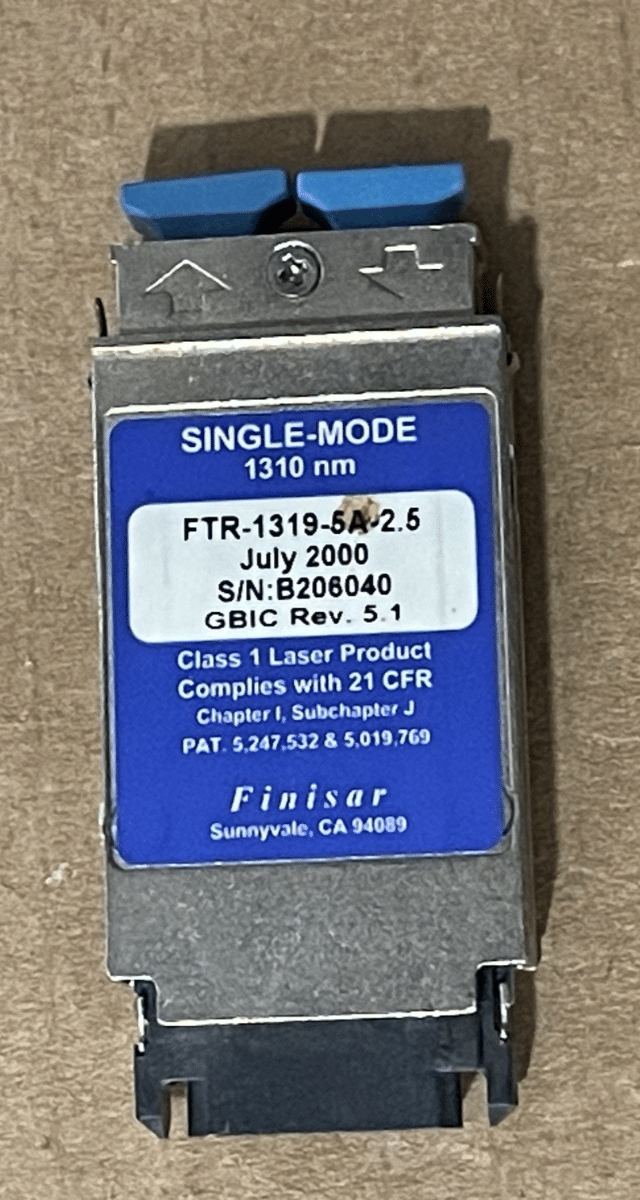 SINGLE-MODE
1310 nm
FTR-1319-5A-2.5
July 2000
S/N:B206040
GBIC Rev. 5.1
Class 1 Laser Product
Complies with 21 CFR
Chapter I, Subchapter J
PAT. 5,247,532 & 5,019,769
Finisar
Sunnyvale, CA 94089